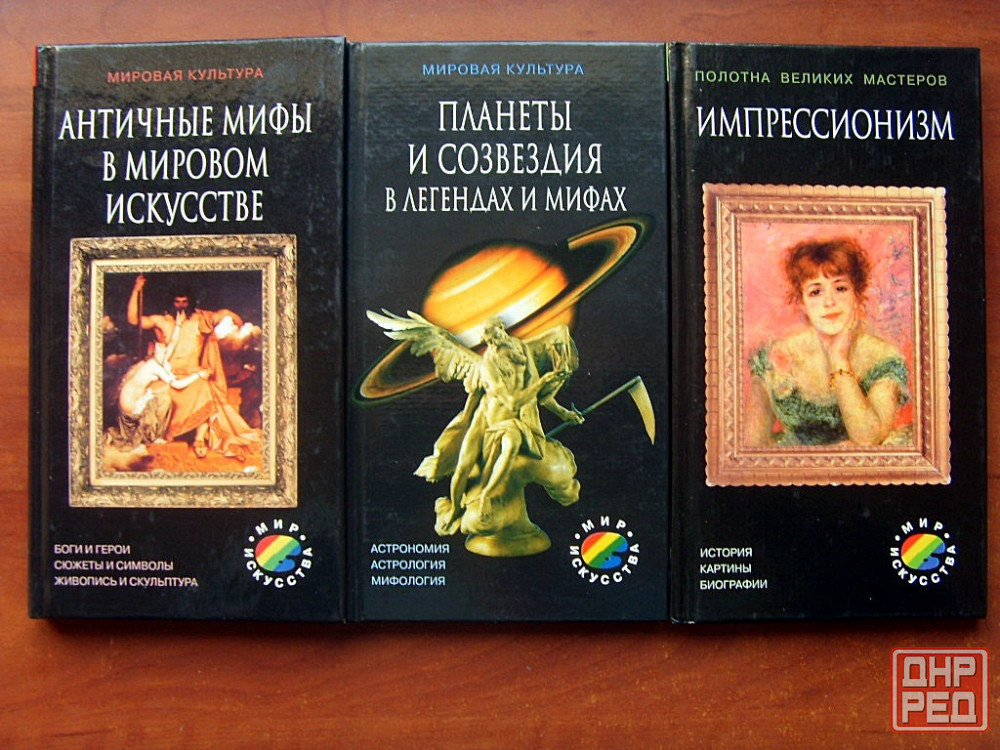 МИРОВАЯ КУЛЬТУРА
АНТИЧНЫЕ МИФЫ
В МИРОВОМ
ИСКУССТВЕ
БОГИ И ГЕРОИ
СЮЖЕТЫ И СИМВОЛЫ
ЖИВОПИСЬ И СКУЛЬПТУРА
МИР
ИСКУССТВА
МИРОВАЯ КУЛЬТУРА
ПЛАНЕТЫ
И СОЗВЕЗДИЯ
В ЛЕГЕНДАХ И МИФАХ
АСТРОНОМИЯ
АСТРОЛОГИЯ
МИФОЛОГИЯ
МИР
ИСКУССТВА
ПОЛОТНА ВЕЛИКИХ МАСТЕРОВ
ИМПРЕССИОНИЗМ
ИСТОРИЯ
КАРТИНЫ
БИОГРАФИИ
МИР
ИСКУССТВА
ДНР
РЕД